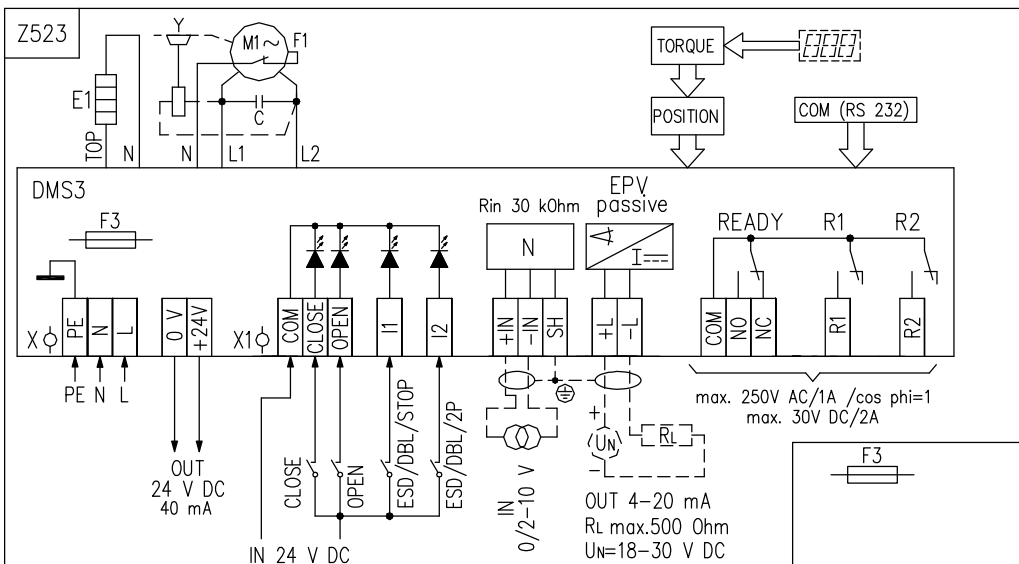 Z523
Y
M1~
F1
E1
C
TOP
N
N
L1
L2
TORQUE
POSITION
COM (RS 232)
DMS3
F3
Rin 30 kOhm
N
EPV
passive
I
READY
R1
R2
X
PE
N
L
0 V
+24V
X1
COM
CLOSE
OPEN
I1
I2
+IN
-IN
SH
+L
-L
COM
NO
NC
R1
R2
PE N L
OUT
24 V DC
40 mA
CLOSE
OPEN
ESD/DBL/STOP
ESD/DBL/2P
IN 24 V DC
IN
0/2-10 V
+
UN
-
RL
OUT 4-20 mA
RL max.500 Ohm
UN=18-30 V DC
max. 250V AC/1A /cos phi=1
max. 30V DC/2A
F3